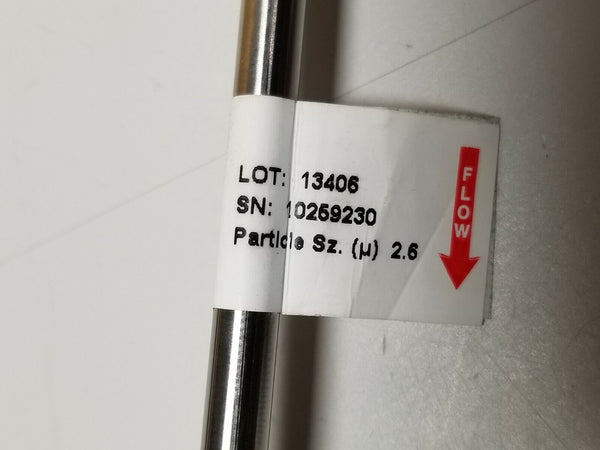 LOT: 13406
SN: 10259230
Particle Sz. (µ) 2.6
FLOW